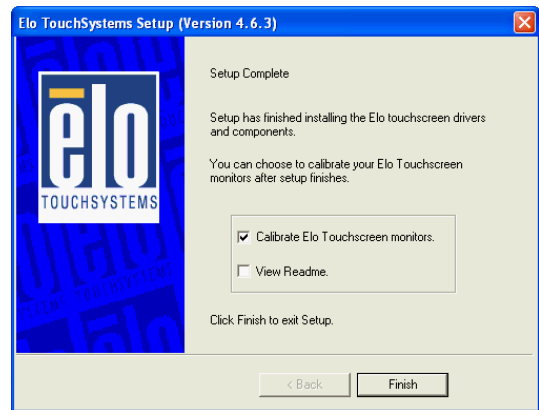 Elo TouchSystems Setup (Version 4.6.3)
Setup Complete
Setup has finished installing the Elo touchscreen drivers
and components.
You can choose to calibrate your Elo Touchscreen
monitors after setup finishes.
ēlo
TOUCHSYSTEMS
Calibrate Elo Touchscreen monitors.
View Readme.
Click Finish to exit Setup.
< Back
Finish